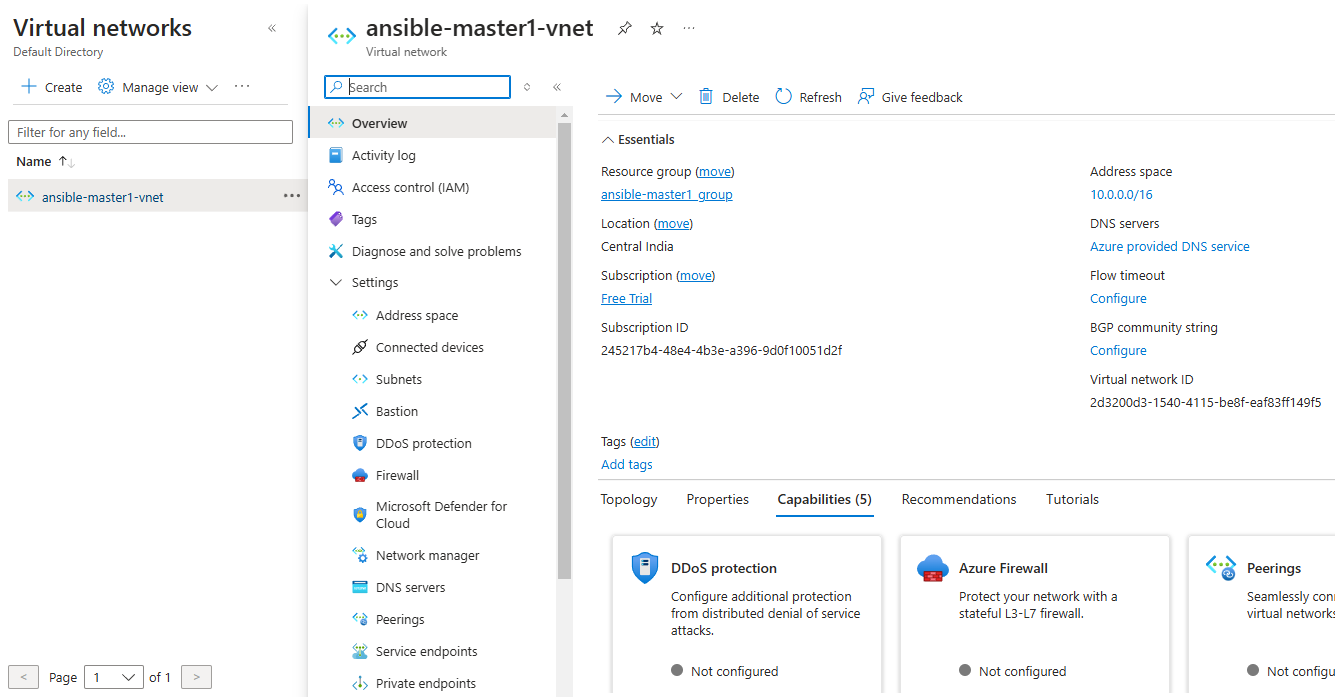 Virtual networks
Default Directory
Create Manage view
Filter for any field...
Name
ansible-master1-vnet
< Page 1 of 1 >
ansible-master1-vnet
Virtual network
Search
Overview
Activity log
Access control (IAM)
Tags
Diagnose and solve problems
Settings
Address space
Connected devices
Subnets
Bastion
DDoS protection
Firewall
Microsoft Defender for
Cloud
Network manager
DNS servers
Peerings
Service endpoints
Private endpoints
Move Delete Refresh Give feedback
Essentials
Resource group (move)
ansible-master1_group
Location (move)
Central India
Subscription (move)
Free Trial
Subscription ID
245217b4-48e4-4b3e-a396-9d0f10051d2f
Address space
10.0.0.0/16
DNS servers
Azure provided DNS service
Flow timeout
Configure
BGP community string
Configure
Virtual network ID
2d3200d3-1540-4115-be8f-eaf83ff149f5
Tags (edit)
Add tags
Topology Properties Capabilities (5) Recommendations Tutorials
DDoS protection
Configure additional protection
from distributed denial of service
attacks.
Not configured
Azure Firewall
Protect your network with a
stateful L3-L7 firewall.
Not configured
Peerings
Seamlessly
virtual networks
Not